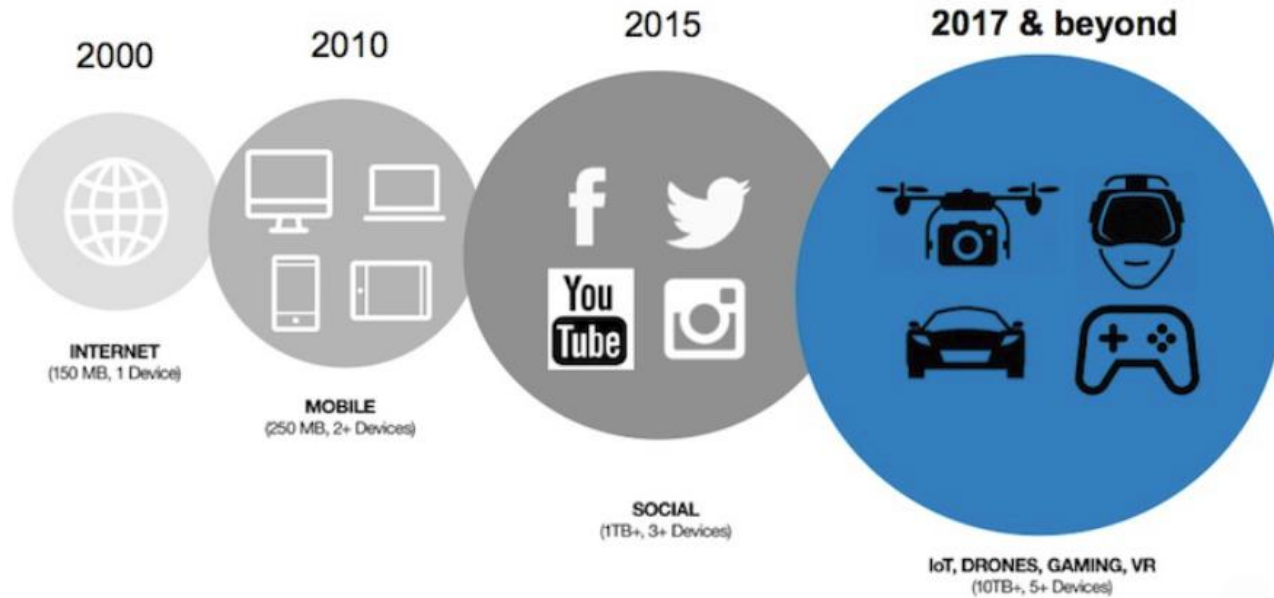 2000
INTERNET
(150 MB, 1 Device)
2010
MOBILE
(250 MB, 2+ Devices)
2015
f
You
Tube
SOCIAL
(1TB+, 3+ Devices)
2017 & beyond
IoT, DRONES, GAMING, VR
(10TB+, 5+ Devices)